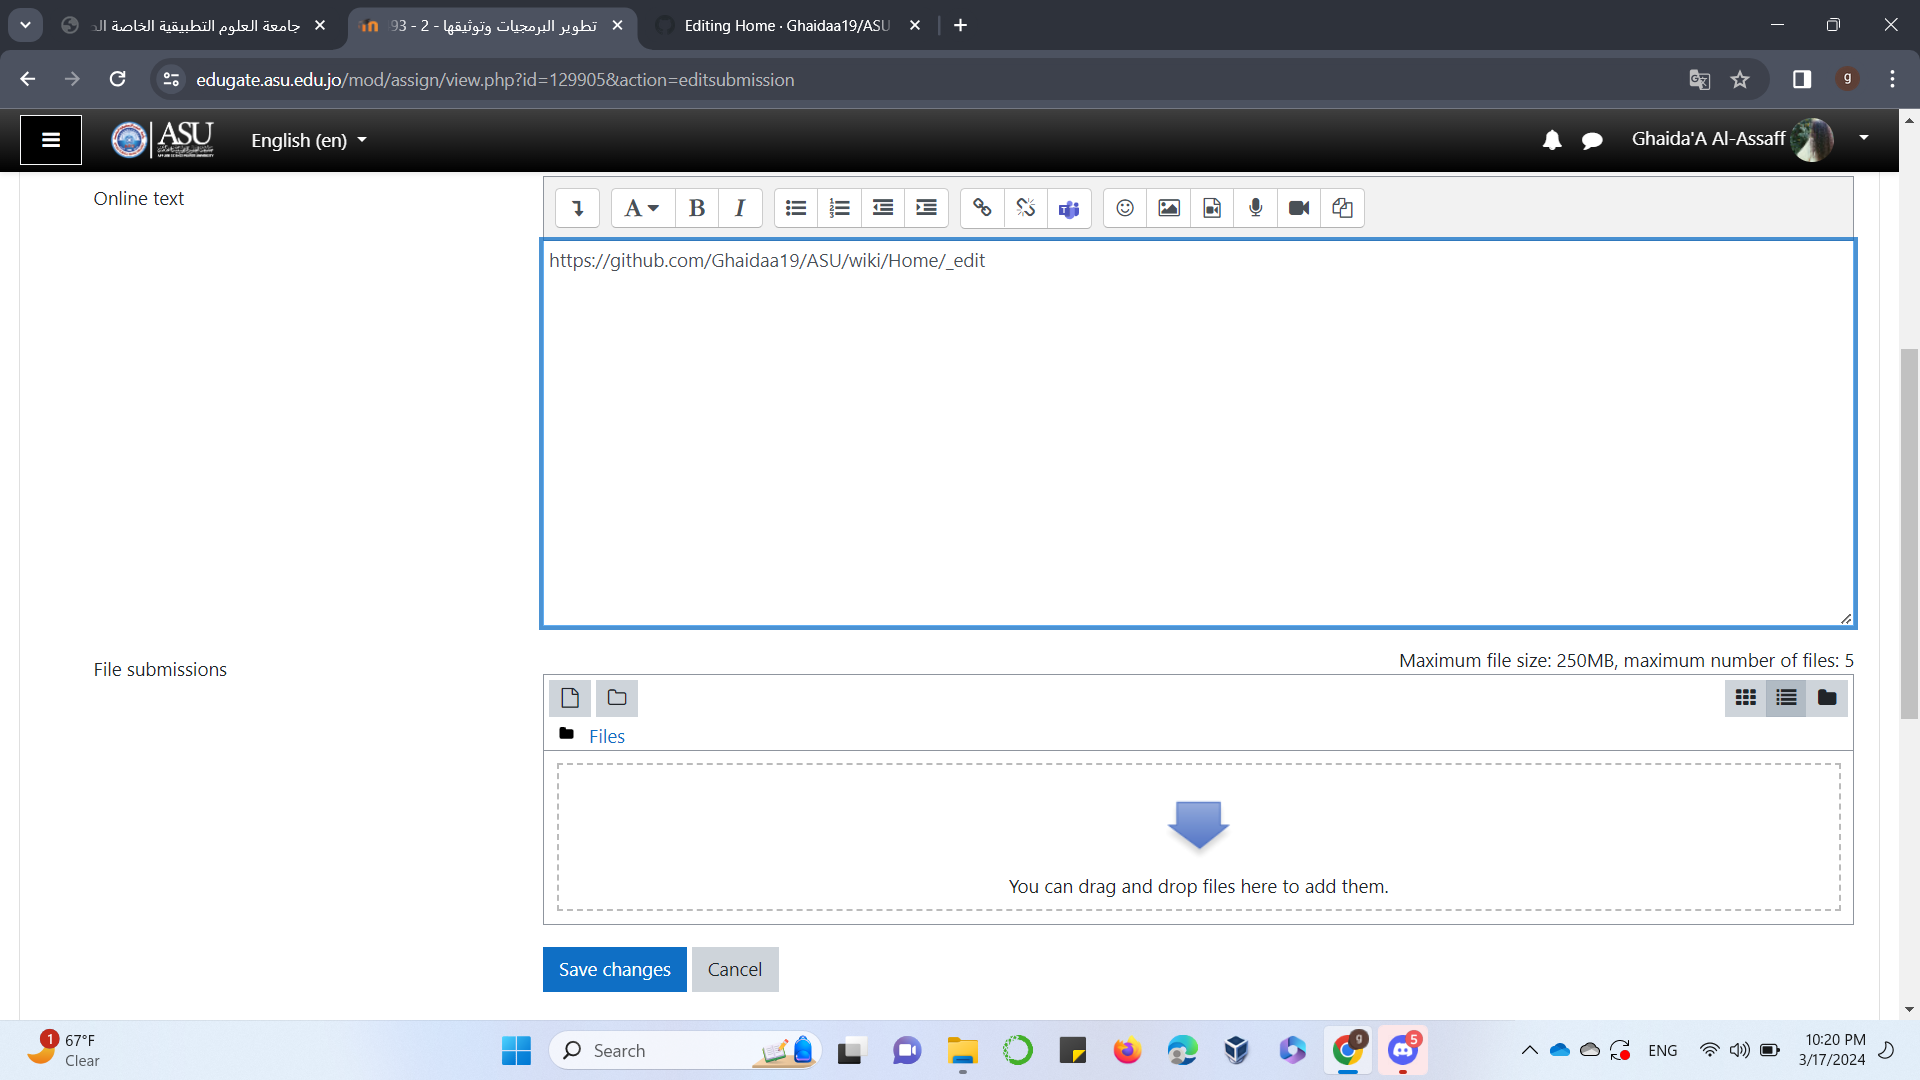 جامعة العلوم التطبيقية الخاصة
تطوير البرمجيات وتوثيقها - 2 - 93
Editing Home · Ghaidaa19/ASU
edugate.asu.edu.jo/mod/assign/view.php?id=129905&action=editsubmission
g
ASU
English (en)
Ghaida'A Al-Assaff
Online text
A
B
I
https://github.com/Ghaidaa19/ASU/wiki/Home/_edit
File submissions
Maximum file size: 250MB, maximum number of files: 5
Files
You can drag and drop files here to add them.
Save changes
Cancel
1
67°F
Clear
Search
g
5
ENG
10:20 PM
3/17/2024